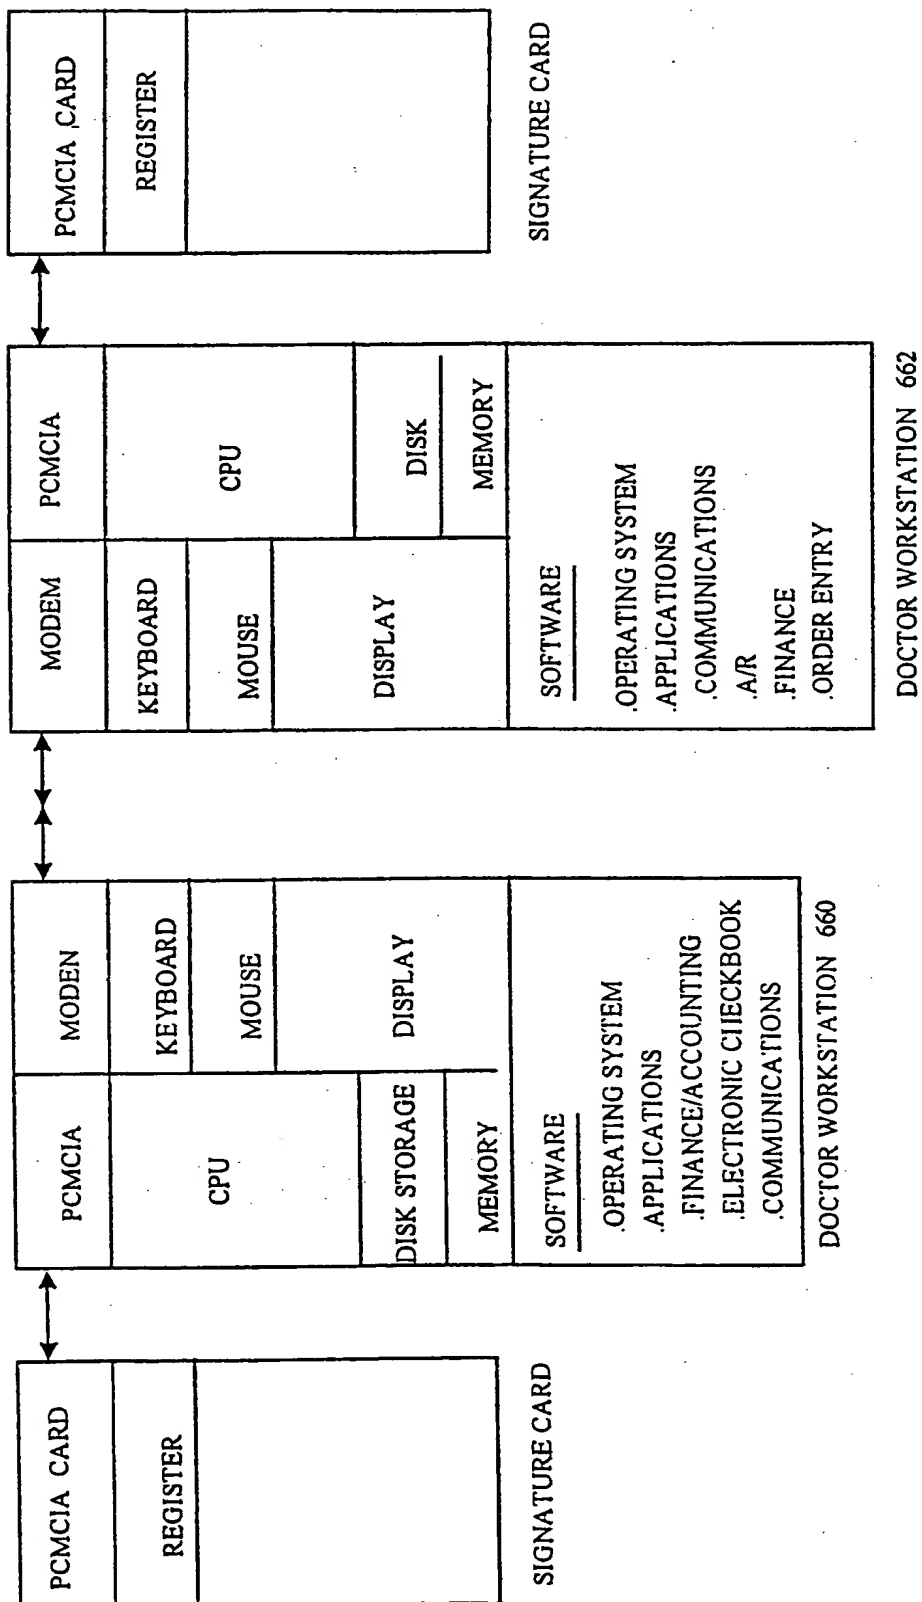 PCMCIA CARD
REGISTER
SIGNATURE CARD
PCMCIA
MODEN
CPU
KEYBOARD
MOUSE
DISK STORAGE
DISPLAY
MEMORY
SOFTWARE
.OPERATING SYSTEM
.APPLICATIONS
.FINANCE/ACCOUNTING
.ELECTRONIC CHECKBOOK
.COMMUNICATIONS
DOCTOR WORKSTATION 660
MODEM
PCMCIA
KEYBOARD
CPU
MOUSE
DISPLAY
DISK
MEMORY
SOFTWARE
.OPERATING SYSTEM
APPLICATIONS
.COMMUNICATIONS
A/R
.FINANCE
.ORDER ENTRY
DOCTOR WORKSTATION 662
PCMCIA CARD
REGISTER
SIGNATURE CARD